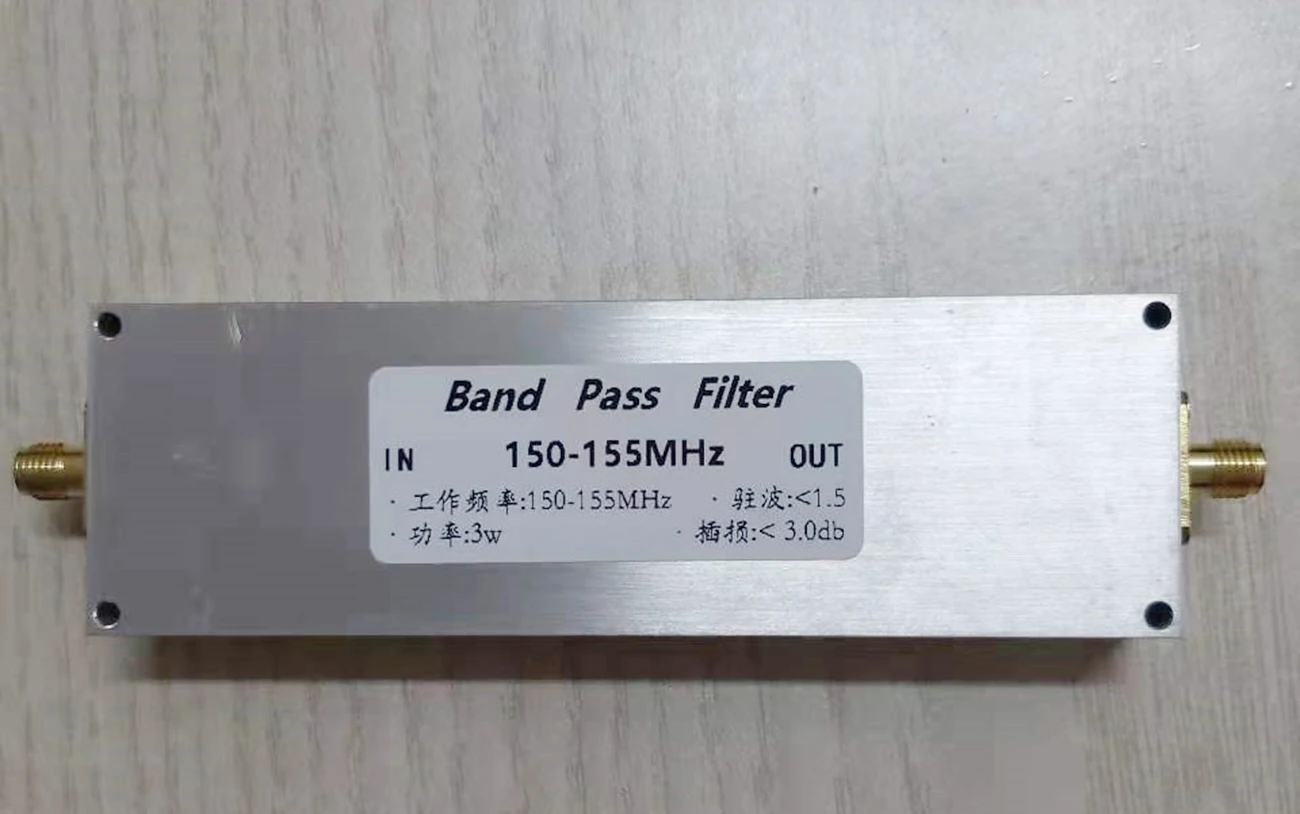 Band Pass Filter
IN 150-155MHz OUT
· 工作频率:150-155MHz · 驻波:<1.5
· 功率:3w · 插损:< 3.0db